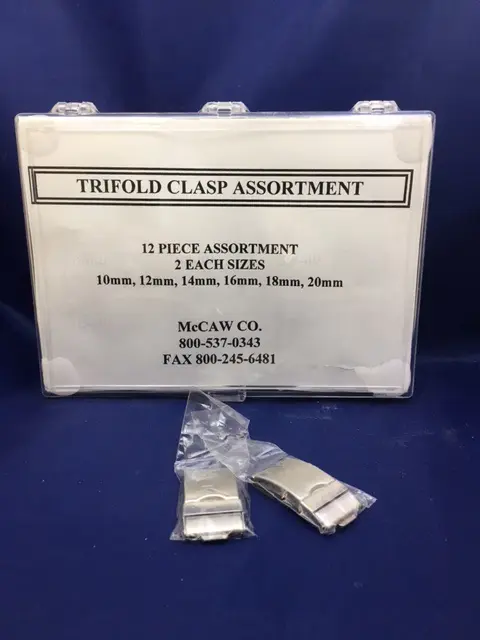 TRIFOLD CLASP ASSORTMENT
12 PIECE ASSORTMENT
2 EACH SIZES
10mm, 12mm, 14mm, 16mm, 18mm, 20mm
McCAW CO.
800-537-0343
FAX 800-245-6481